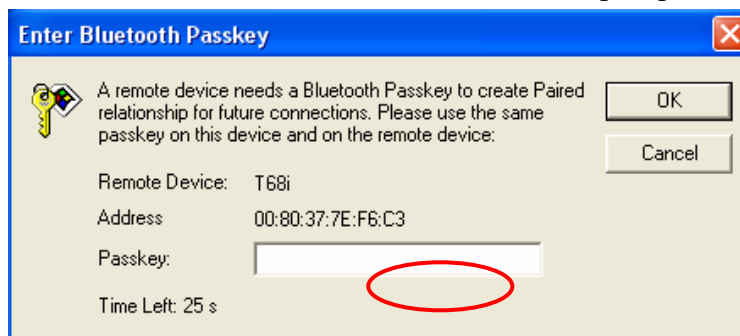 Enter Bluetooth Passkey
A remote device needs a Bluetooth Passkey to create Paired
relationship for future connections. Please use the same
passkey on this device and on the remote device:
OK
Cancel
Remote Device: T68i
Address 00:80:37:7E:F6:C3
Passkey:
Time Left: 25 s